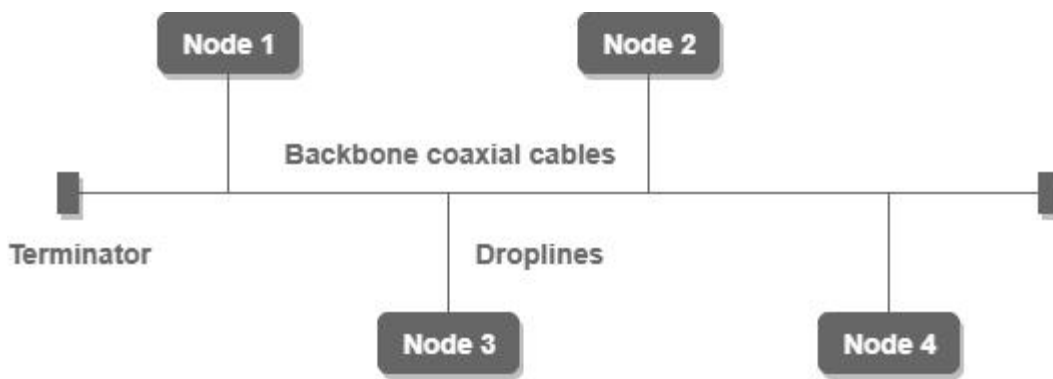 Node 1
Node 2
Backbone coaxial cables
Terminator
Droplines
Node 3
Node 4